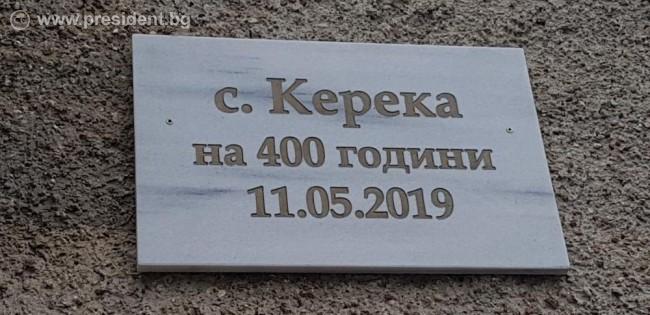 www.president.bg
с. Керека
на 400 години
11.05.2019